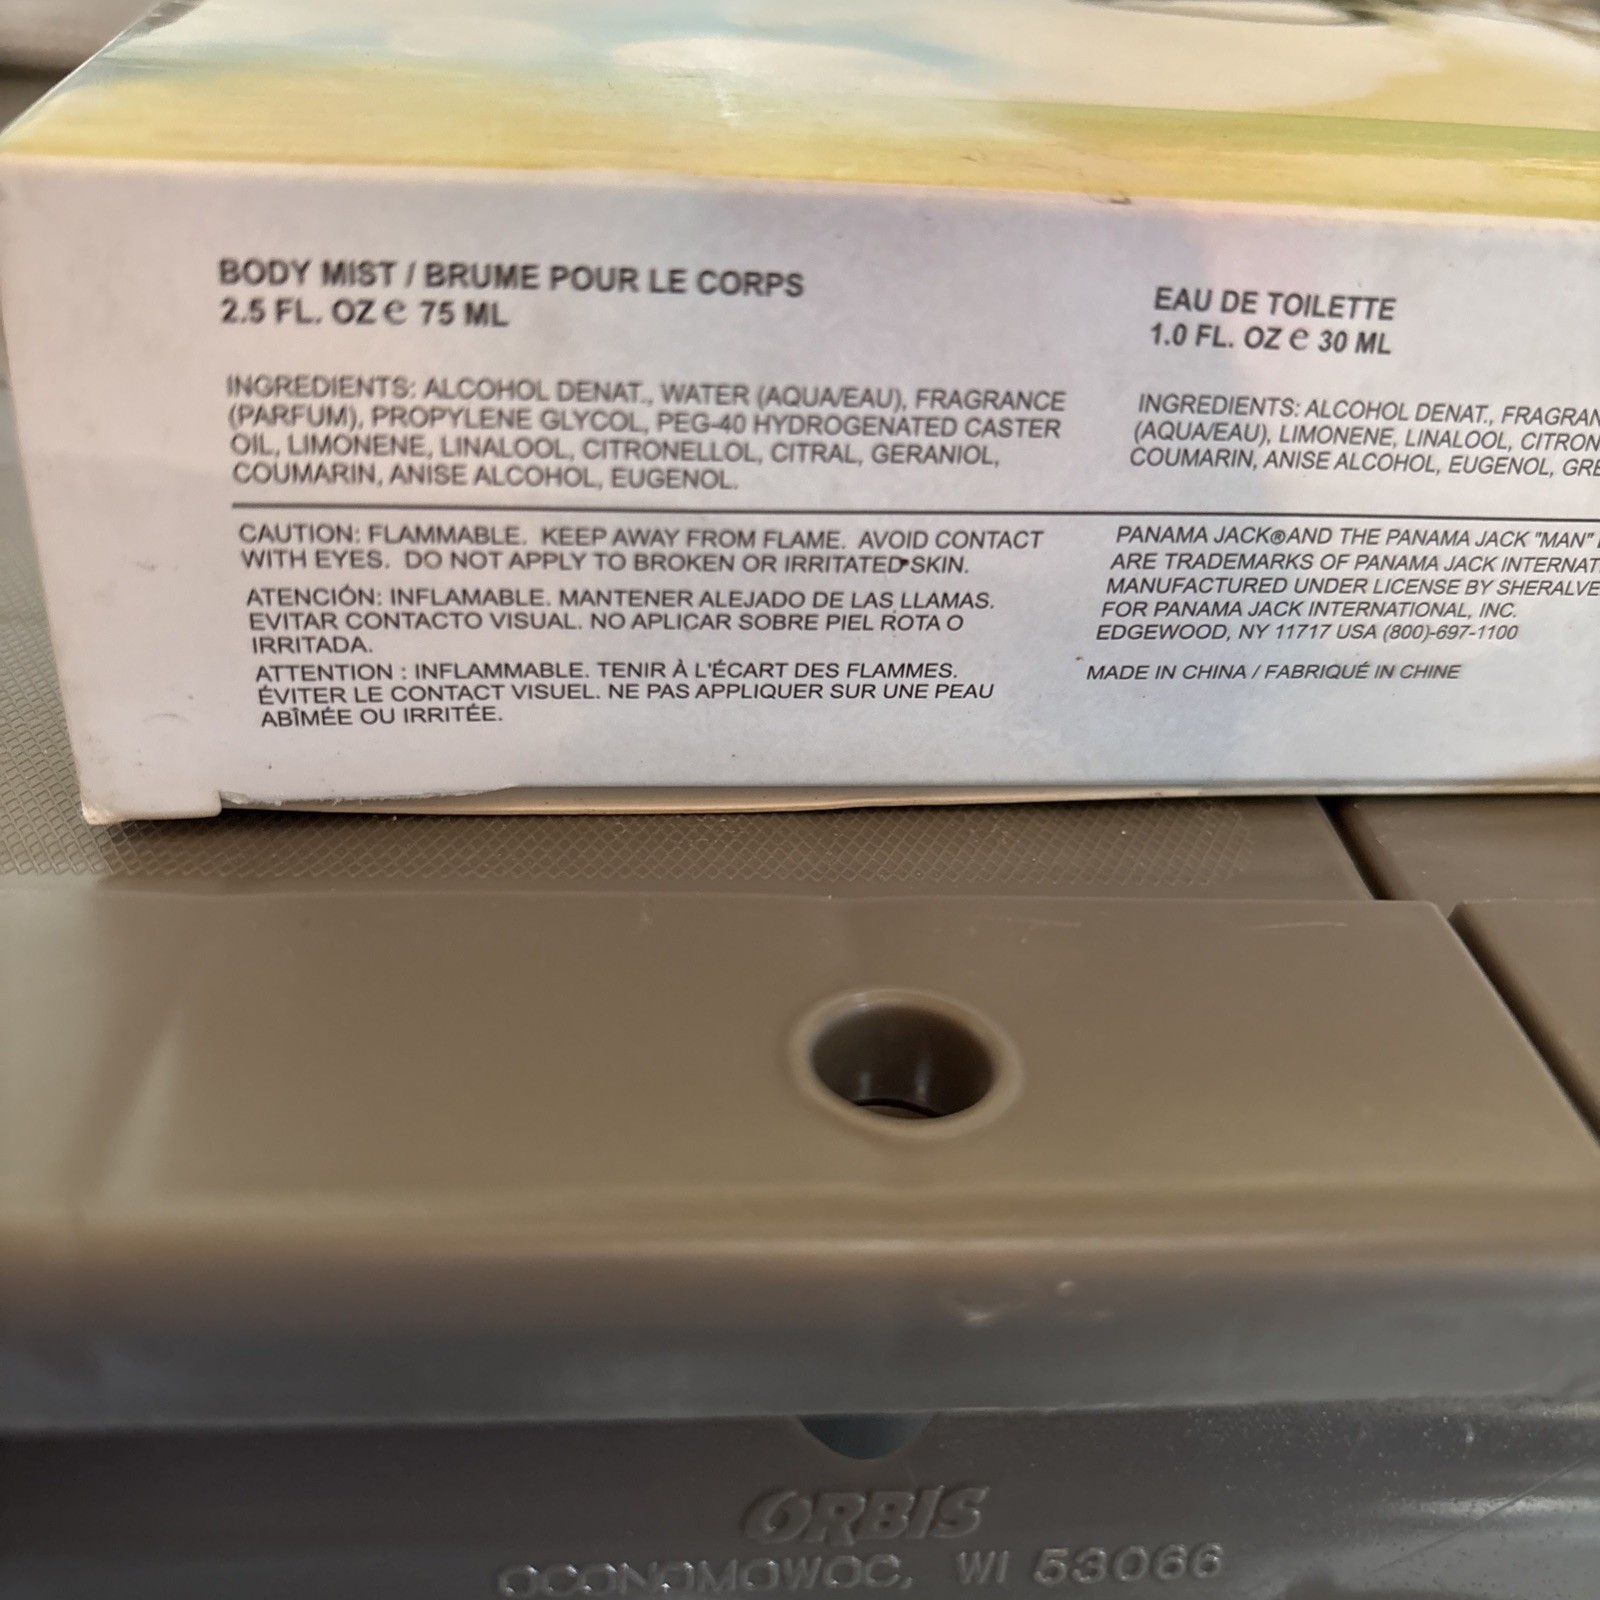 BODY MIST / BRUME POUR LE CORPS
2.5 FL. OZ e 75 ML
INGREDIENTS: ALCOHOL DENAT., WATER (AQUA/EAU), FRAGRANCE
(PARFUM), PROPYLENE GLYCOL, PEG-40 HYDROGENATED CASTER
OIL, LIMONENE, LINALOOL, CITRONELLOL, CITRAL, GERANIOL,
COUMARIN, ANISE ALCOHOL, EUGENOL.
CAUTION: FLAMMABLE. KEEP AWAY FROM FLAME. AVOID CONTACT
WITH EYES. DO NOT APPLY TO BROKEN OR IRRITATED SKIN.
ATENCIÓN: INFLAMABLE. MANTENER ALEJADO DE LAS LLAMAS.
EVITAR CONTACTO VISUAL. NO APLICAR SOBRE PIEL ROTA O
IRRITADA.
ATTENTION : INFLAMMABLE. TENIR À L'ÉCART DES FLAMMES.
ÉVITER LE CONTACT VISUEL. NE PAS APPLIQUER SUR UNE PEAU
ABÎMÉE OU IRRITÉE.
EAU DE TOILETTE
1.0 FL. OZ e 30 ML
INGREDIENTS: ALCOHOL DENAT., FRAGRAN
(AQUA/EAU), LIMONENE, LINALOOL, CITRON
COUMARIN, ANISE ALCOHOL, EUGENOL, GRE
PANAMA JACK® AND THE PANAMA JACK "MAN"
ARE TRADEMARKS OF PANAMA JACK INTERNAT
MANUFACTURED UNDER LICENSE BY SHERALVE
FOR PANAMA JACK INTERNATIONAL, INC.
EDGEWOOD, NY 11717 USA (800)-697-1100
MADE IN CHINA / FABRIQUÉ IN CHINE
ORBIS
OCONOMOWOC, WI 53066